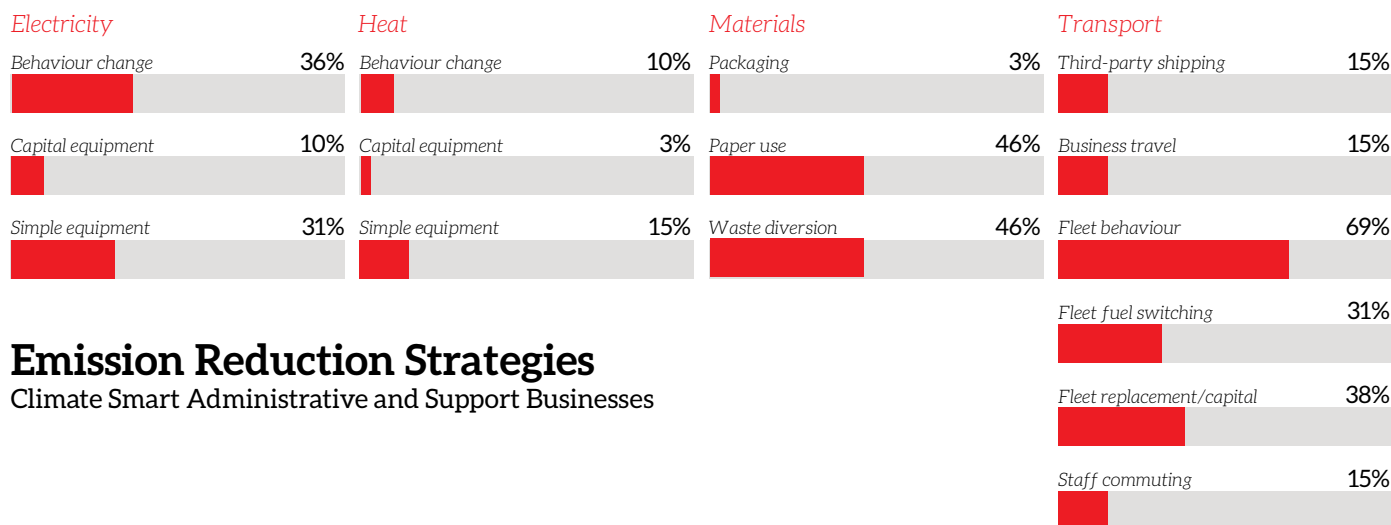 Electricity
Behaviour change 36%
Capital equipment 10%
Simple equipment 31%
Heat
Behaviour change 10%
Capital equipment 3%
Simple equipment 15%
Materials
Packaging 3%
Paper use 46%
Waste diversion 46%
Transport
Third-party shipping 15%
Business travel 15%
Fleet behaviour 69%
Fleet fuel switching 31%
Fleet replacement/capital 38%
Staff commuting 15%
Emission Reduction Strategies
Climate Smart Administrative and Support Businesses